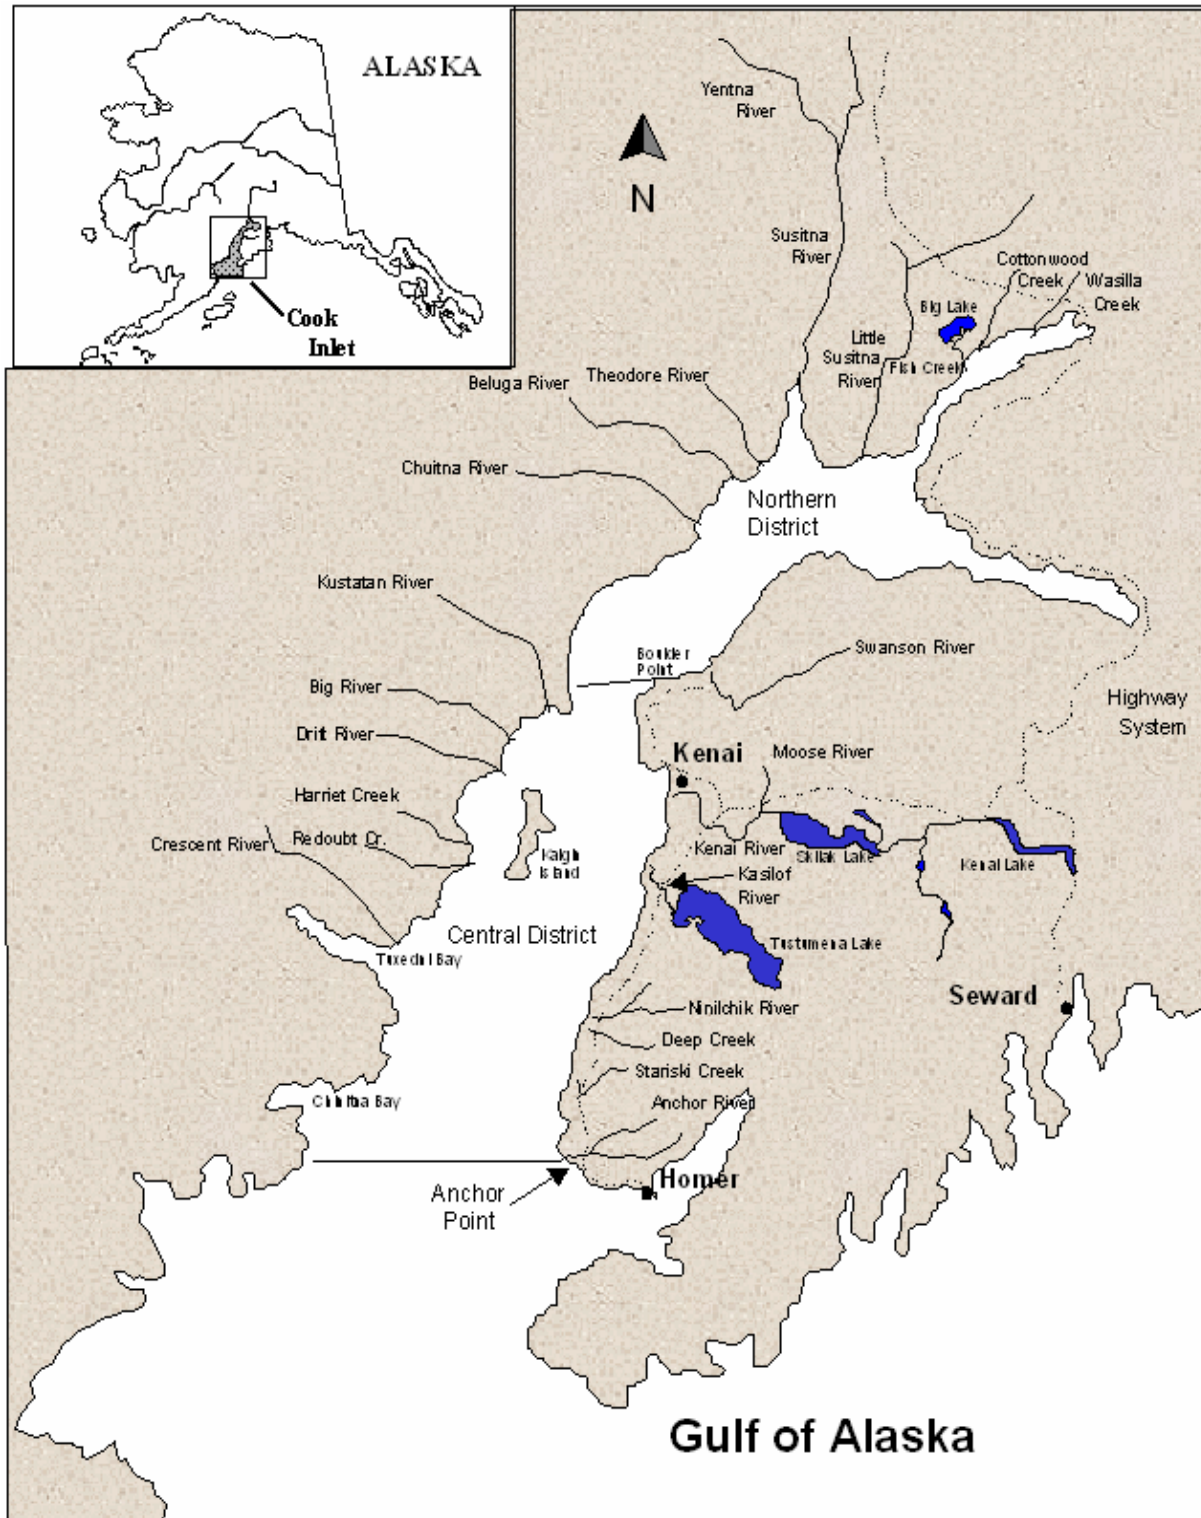 ALASKA
Cook
Inlet
Yentna
River
N
Susitna
River
Cottonwood
Creek
Wasilla
Creek
Big Lake
Little
Susitna
River
Fish Creek
Theodore River
Beluga River
Chuitna River
Northern
District
Kustatan River
Boulder
Point
Swanson River
Big River
Highway
System
Drift River
Kenai
Moose River
Harriet Creek
Crescent River
Redoubt Cr.
Kalgin
Island
Kenai River
Skilak Lake
Kenai Lake
Kasilof
River
Central District
Tustumena Lake
Tuxedni Bay
Seward
Ninilchik River
Deep Creek
Stariski Creek
Chinitna Bay
Anchor River
Anchor
Point
Homer
Gulf of Alaska